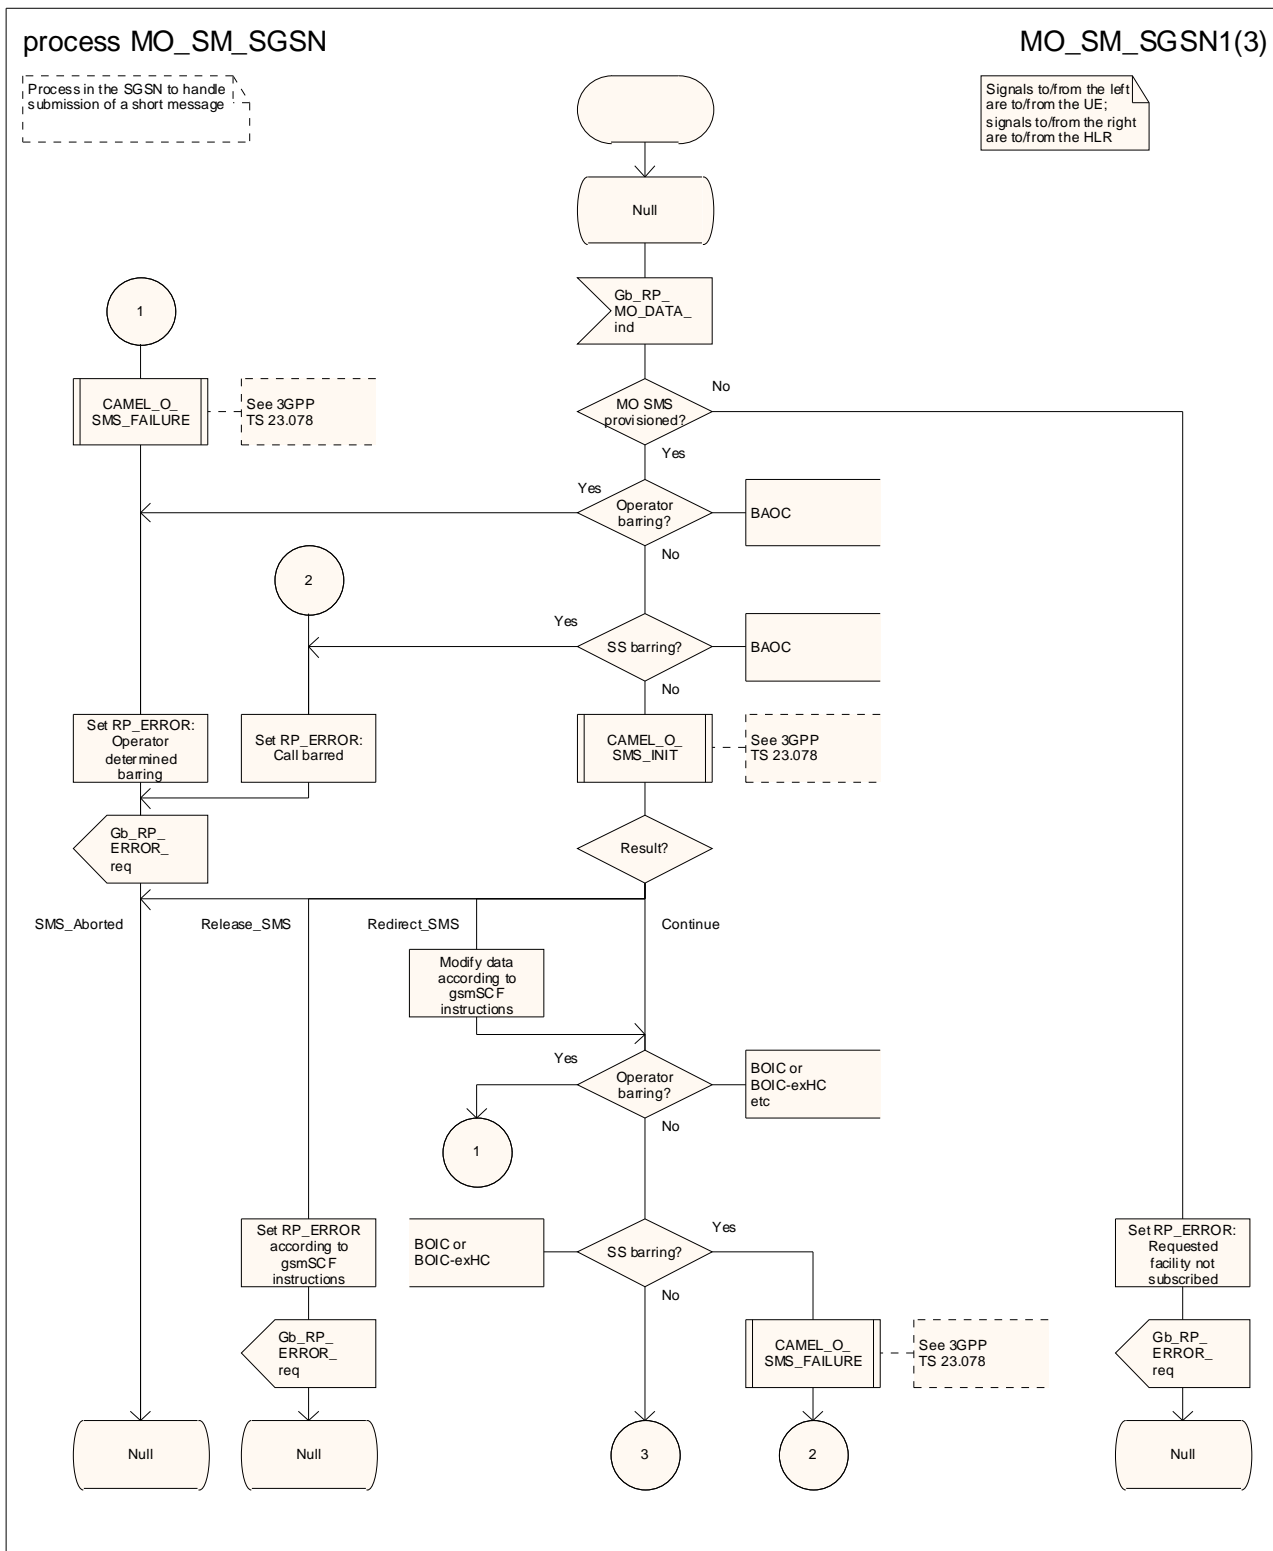 process MO_SM_SGSN
MO_SM_SGSN1(3)
Process in the SGSN to handle
submission of a short message
Signals to/from the left
are to/from the UE;
signals to/from the right
are to/from the HLR
Null
Gb_RP_
MO_DATA_
ind
1
CAMEL_O_
SMS_FAILURE
See 3GPP
TS 23.078
MO SMS
provisioned?
No
Yes
Yes
Operator
barring?
BAOC
No
2
Yes
SS barring?
BAOC
No
Set RP_ERROR:
Operator
determined
barring
Set RP_ERROR:
Call barred
CAMEL_O_
SMS_INIT
See 3GPP
TS 23.078
Gb_RP_
ERROR_
req
Result?
SMS_Aborted
Release_SMS
Redirect_SMS
Continue
Modify data
according to
gsmSCF
instructions
Yes
Operator
barring?
BOIC or
BOIC-exHC
etc
No
1
Set RP_ERROR
according to
gsmSCF
instructions
BOIC or
BOIC-exHC
SS barring?
Yes
No
Set RP_ERROR:
Requested
facility not
subscribed
Gb_RP_
ERROR_
req
CAMEL_O_
SMS_FAILURE
See 3GPP
TS 23.078
Gb_RP_
ERROR_
req
Null
Null
3
2
Null